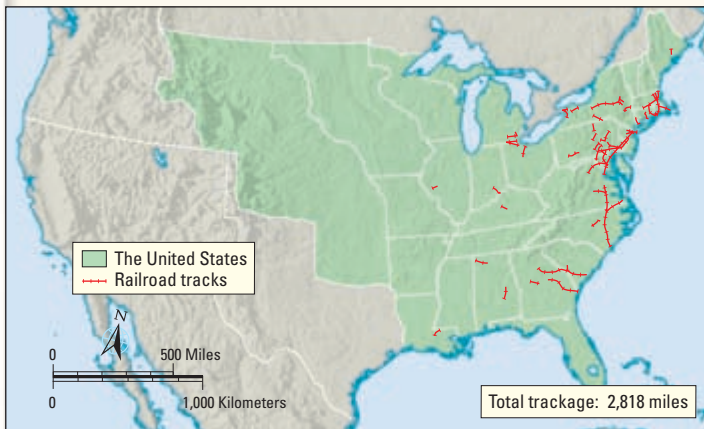 The United States
Railroad tracks
N
0 500 Miles
0 1,000 Kilometers
Total trackage: 2,818 miles